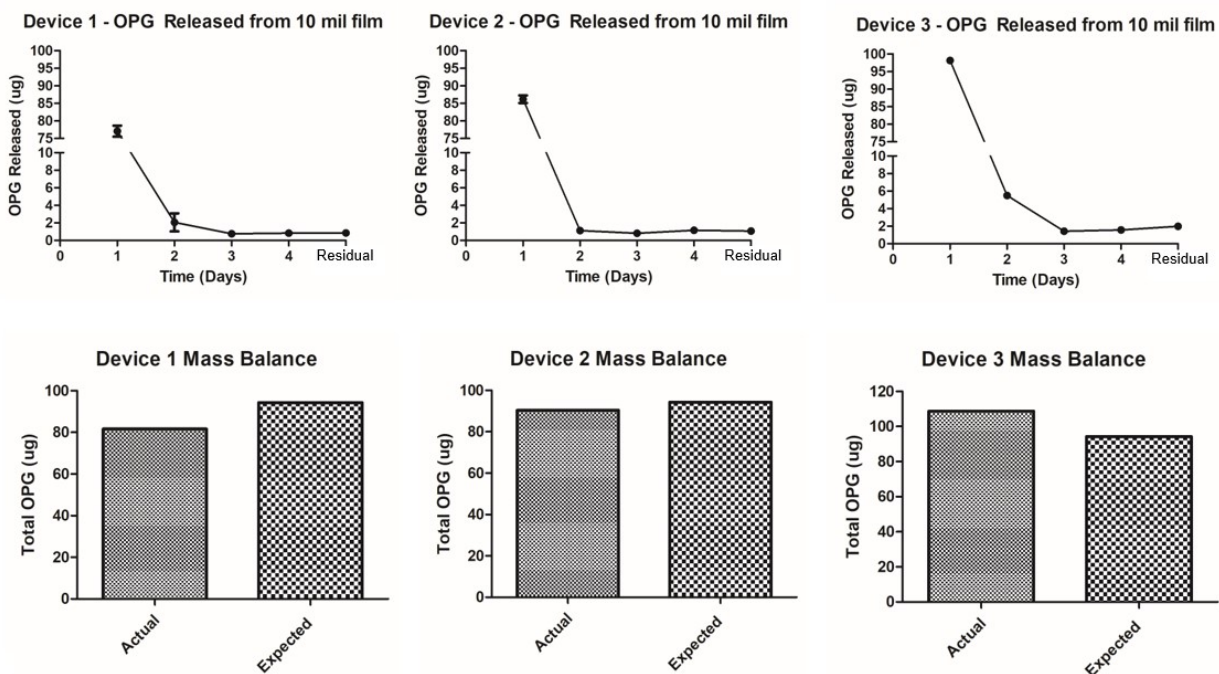 Device 1 - OPG  Released from 10 mil film
OPG Released (ug)
100
95
90
85
80
75
10
8
6
4
2
0
0 1 2 3 4 Residual
Time (Days)
Device 2 - OPG  Released from 10 mil film
OPG Released (ug)
100
95
90
85
80
75
10
8
6
4
2
0
0 1 2 3 4 Residual
Time (Days)
Device 3 - OPG  Released from 10 mil film
OPG Released (ug)
100
95
90
85
80
75
10
8
6
4
2
0
0 1 2 3 4 Residual
Time (Days)
Device 1 Mass Balance
Total OPG (ug)
100
80
60
40
20
0
Actual Expected
Device 2 Mass Balance
Total OPG (ug)
100
80
60
40
20
0
Actual Expected
Device 3 Mass Balance
Total OPG (ug)
120
100
80
60
40
20
0
Actual Expected